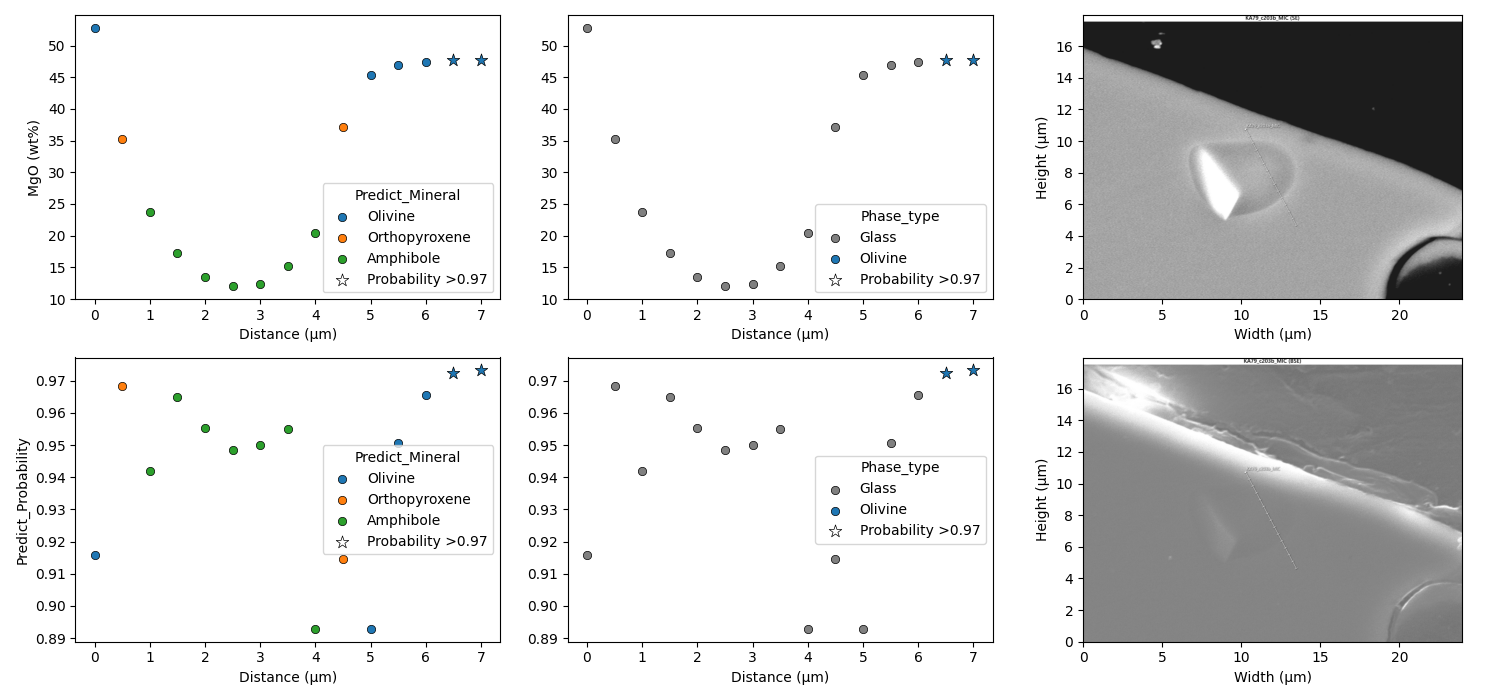 50
45
40
35
30
25
20
15
10
MgO (wt%)
0 1 2 3 4 5 6 7
Distance (μm)
Predict_Mineral
Olivine
Orthopyroxene
Amphibole
Probability >0.97
50
45
40
35
30
25
20
15
10
0 1 2 3 4 5 6 7
Distance (μm)
Phase_type
Glass
Olivine
Probability >0.97
KA79_c203b_MIC (SE)
16
14
12
10
8
6
4
2
0
Height (μm)
0 5 10 15 20
Width (μm)
0.97
0.96
0.95
0.94
0.93
0.92
0.91
0.90
0.89
Predict_Probability
0 1 2 3 4 5 6 7
Distance (μm)
Predict_Mineral
Olivine
Orthopyroxene
Amphibole
Probability >0.97
0.97
0.96
0.95
0.94
0.93
0.92
0.91
0.90
0.89
0 1 2 3 4 5 6 7
Distance (μm)
Phase_type
Glass
Olivine
Probability >0.97
KA79_c203b_MIC (BSE)
16
14
12
10
8
6
4
2
0
Height (μm)
0 5 10 15 20
Width (μm)